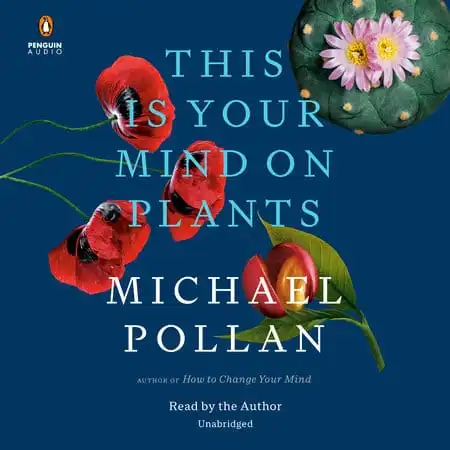 PENGUIN
AUDIO
THIS
IS YOUR
MIND ON
PLANTS
MICHAEL
POLLAN
AUTHOR OF How to Change Your Mind
Read by the Author
Unabridged